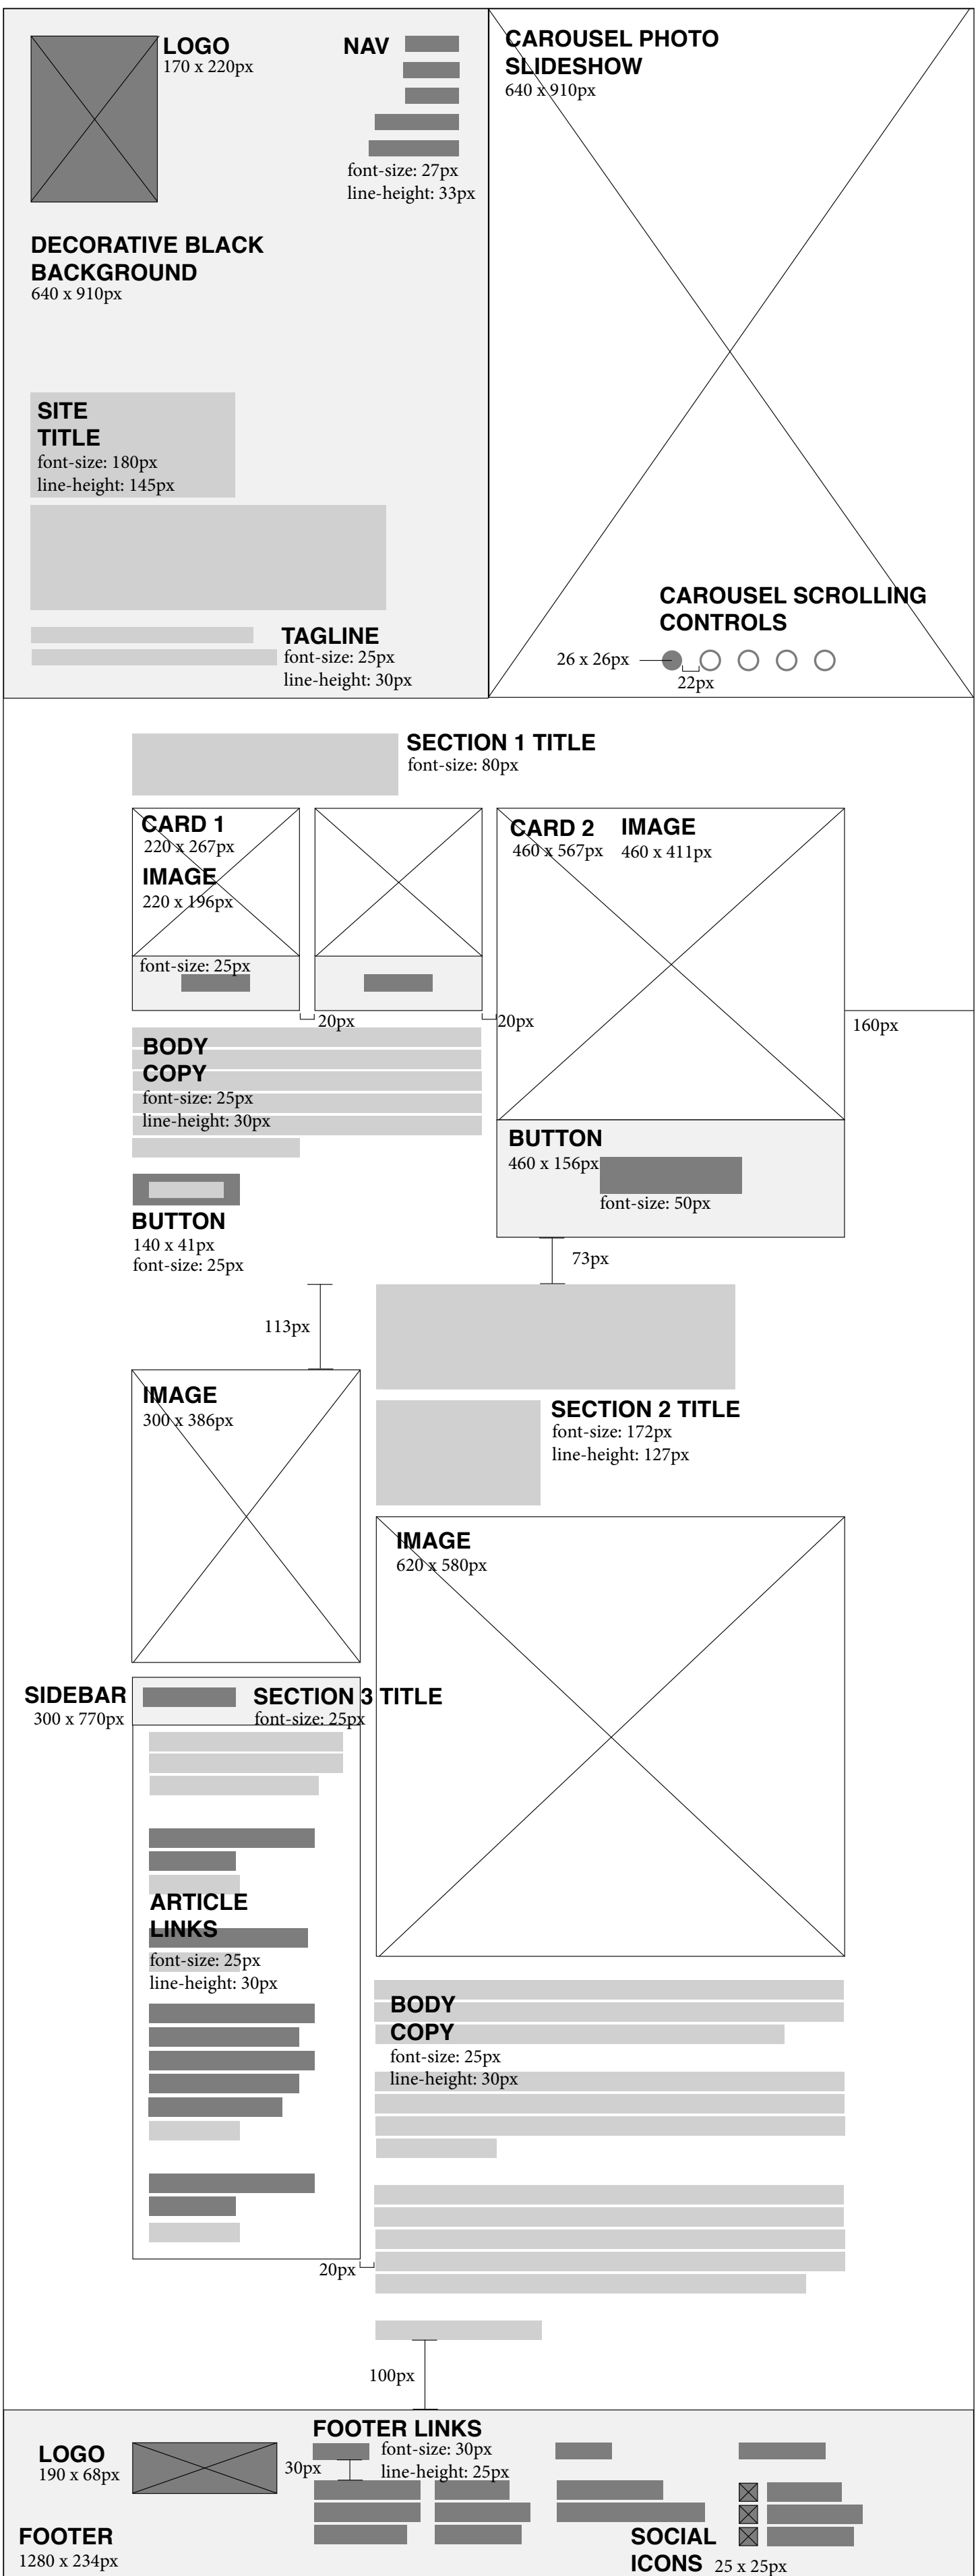 LOGO
170 x 220px
NAV
font-size: 27px
line-height: 33px
CAROUSEL PHOTO
SLIDESHOW
640 x 910px
DECORATIVE BLACK
BACKGROUND
640 x 910px
SITE
TITLE
font-size: 180px
line-height: 145px
TAGLINE
font-size: 25px
line-height: 30px
CAROUSEL SCROLLING
CONTROLS
26 x 26px
22px
SECTION 1 TITLE
font-size: 80px
CARD 1
220 x 267px
IMAGE
220 x 196px
font-size: 25px
20px
20px
CARD 2
460 x 567px
IMAGE
460 x 411px
160px
BODY
COPY
font-size: 25px
line-height: 30px
BUTTON
460 x 156px
font-size: 50px
BUTTON
140 x 41px
font-size: 25px
73px
113px
IMAGE
300 x 386px
SECTION 2 TITLE
font-size: 172px
line-height: 127px
IMAGE
620 x 580px
SIDEBAR
300 x 770px
SECTION 3 TITLE
font-size: 25px
ARTICLE
LINKS
font-size: 25px
line-height: 30px
BODY
COPY
font-size: 25px
line-height: 30px
20px
100px
FOOTER LINKS
font-size: 30px
line-height: 25px
30px
LOGO
190 x 68px
FOOTER
1280 x 234px
SOCIAL
ICONS
25 x 25px